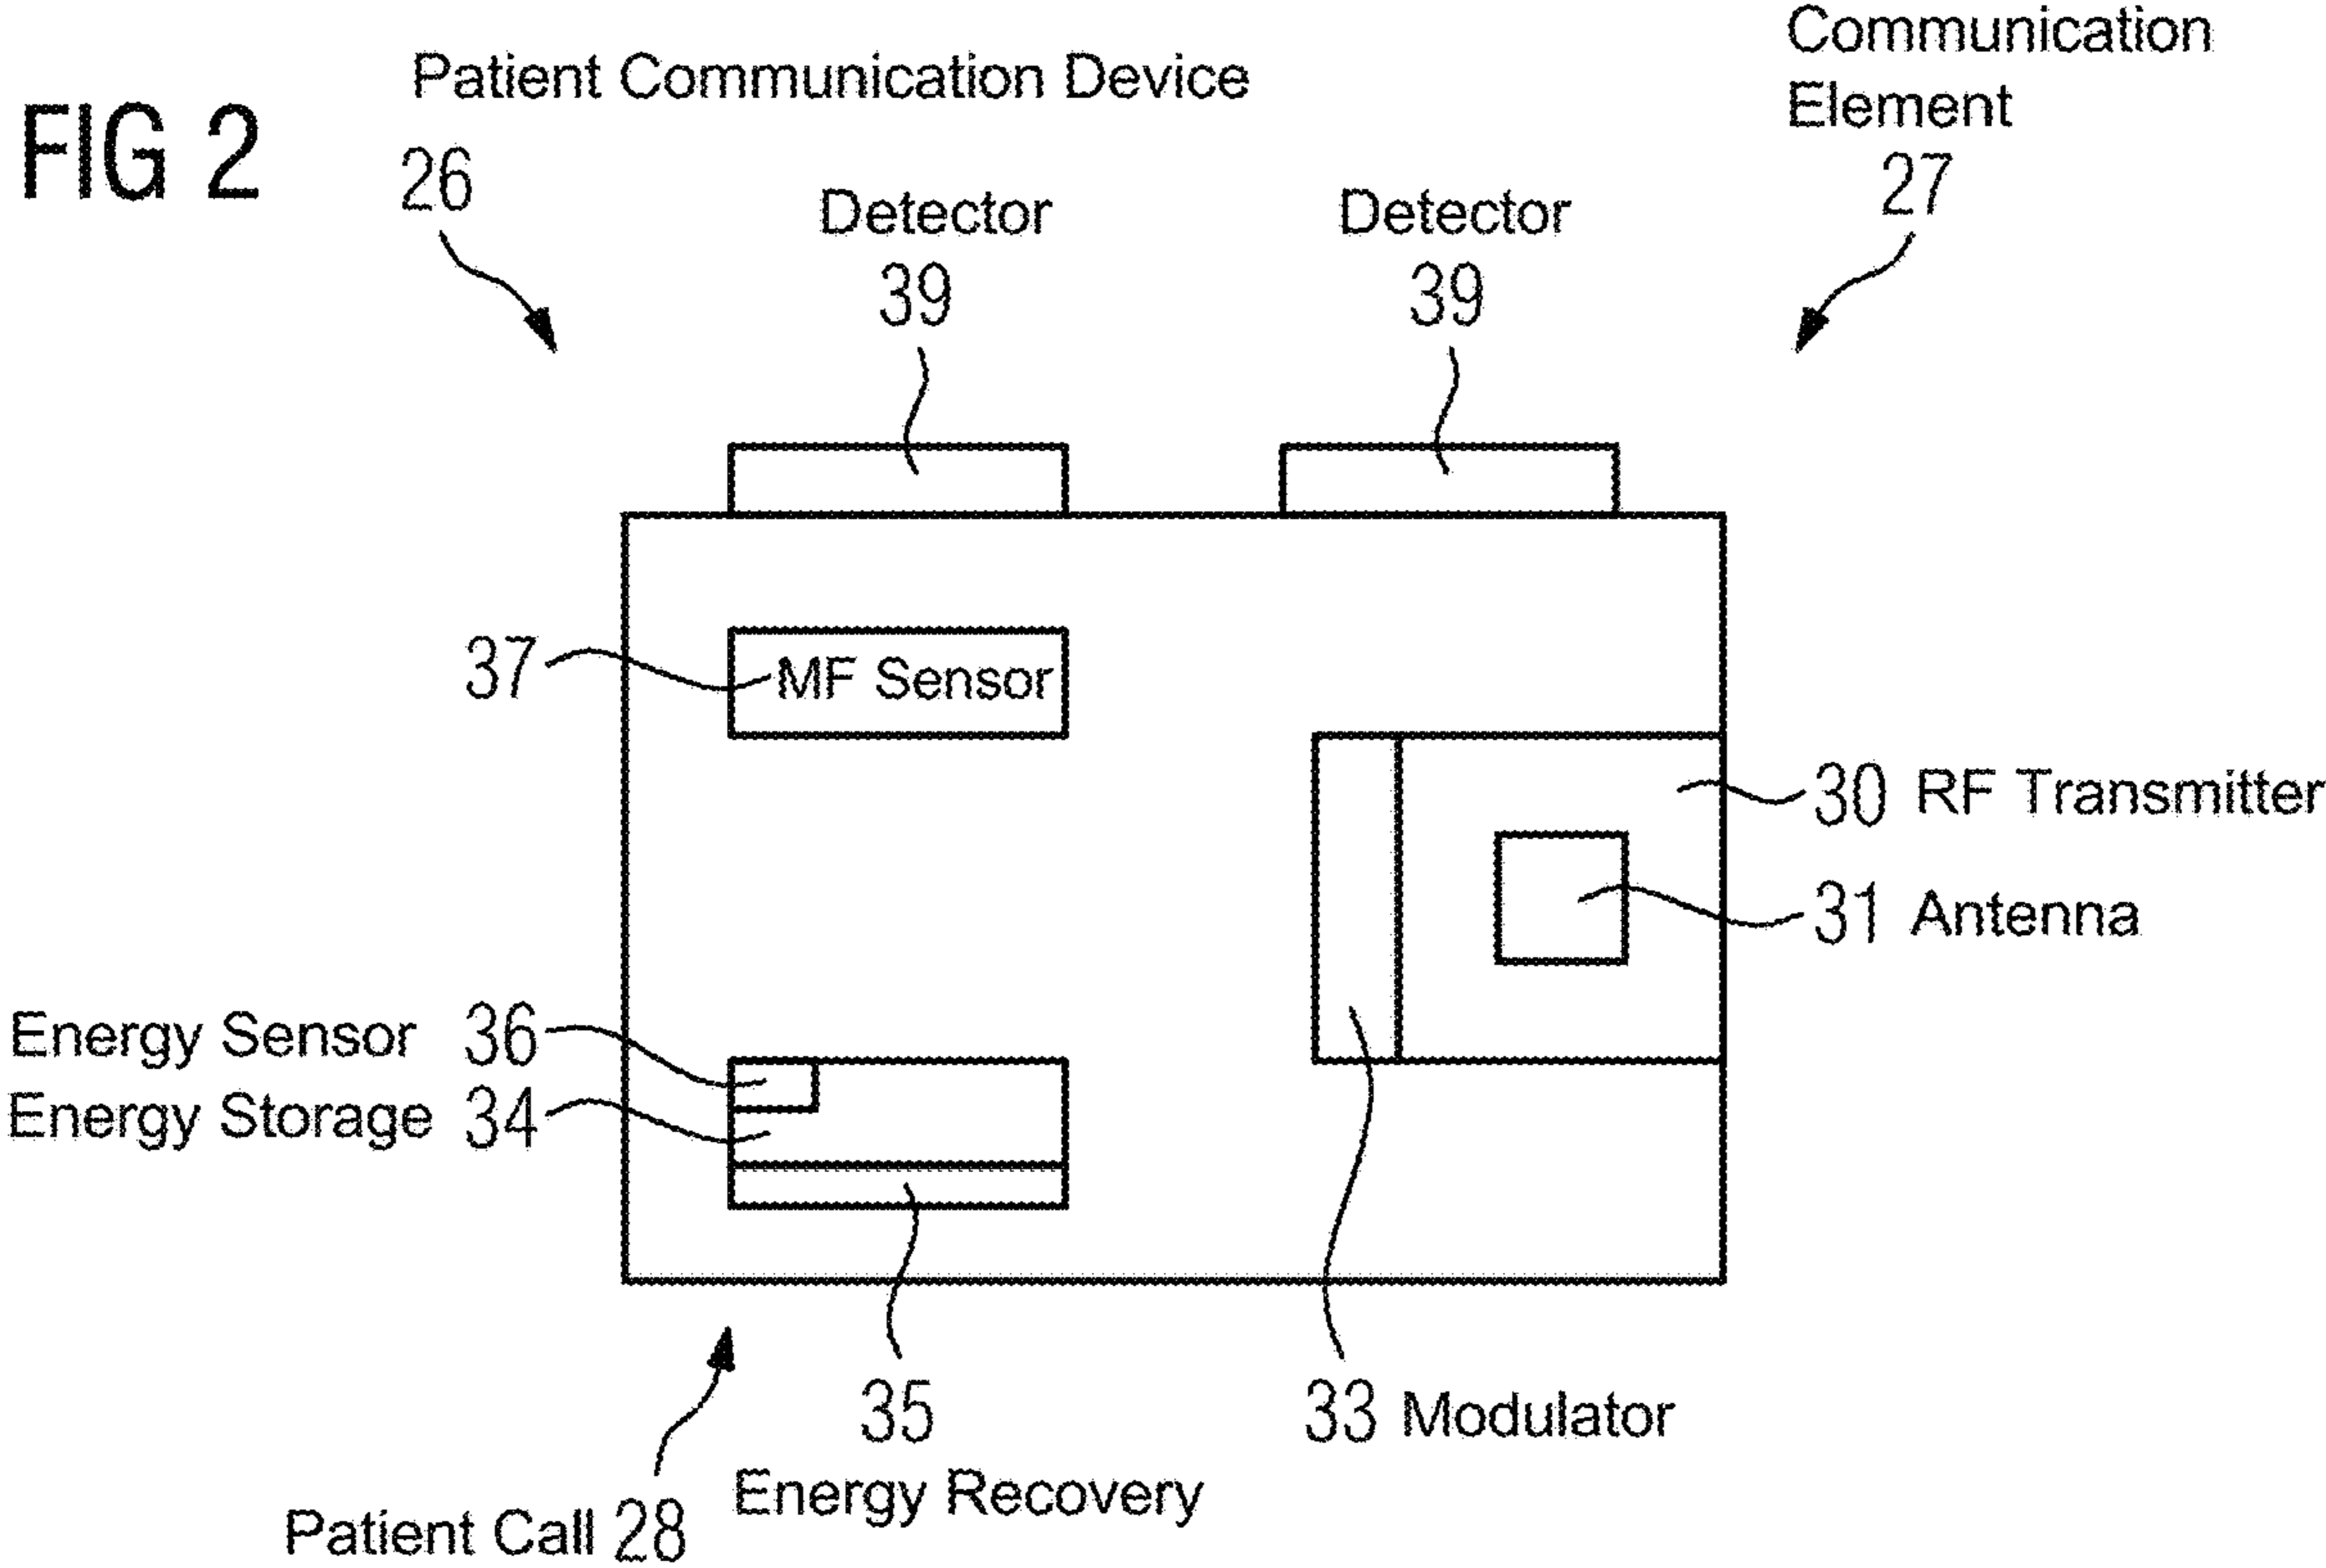 FIG 2
Patient Communication Device
26
Communication
Element
27
Detector
39
Detector
39
37
MF Sensor
30 RF Transmitter
31 Antenna
Energy Sensor 36
Energy Storage 34
35
Energy Recovery
33 Modulator
Patient Call 28